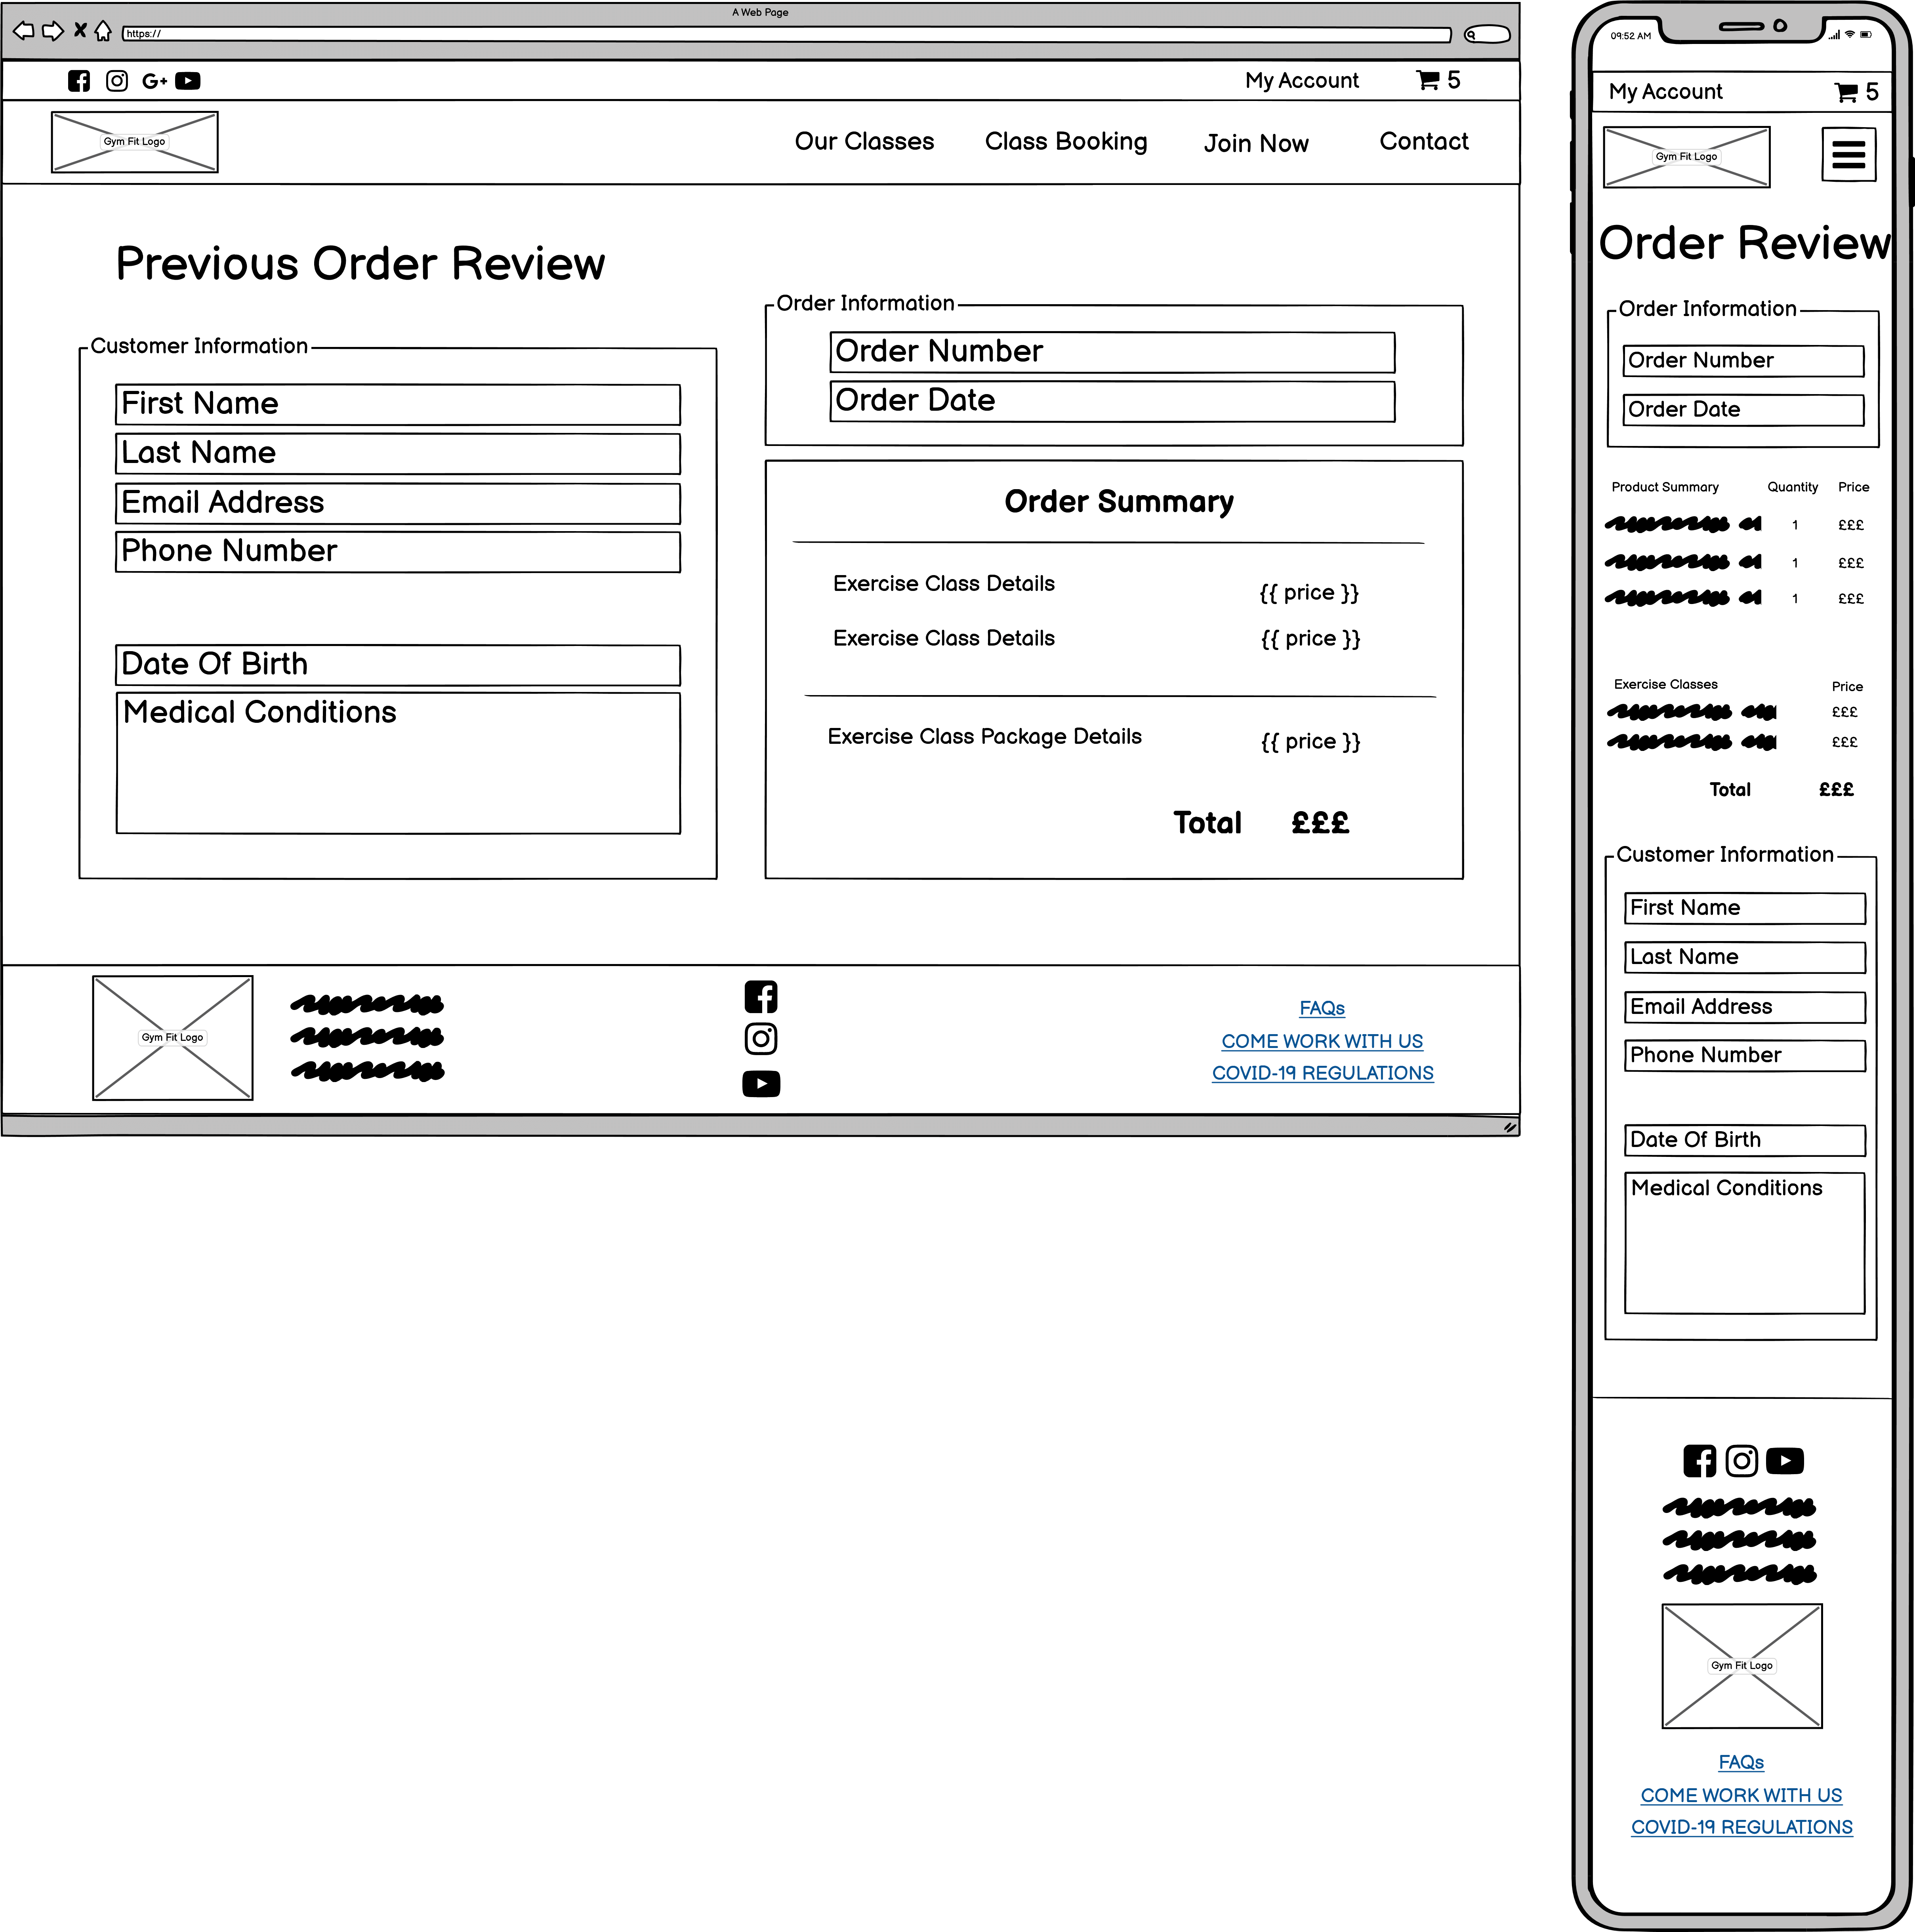 A Web Page
https://
G+
My Account 5
Gym Fit Logo
Our Classes Class Booking Join Now Contact
Previous Order Review
Customer Information
First Name
Last Name
Email Address
Phone Number
Date Of Birth
Medical Conditions
Order Information
Order Number
Order Date
Order Summary
Exercise Class Details {{ price }}
Exercise Class Details {{ price }}
Exercise Class Package Details {{ price }}
Total £££
Gym Fit Logo
FAQs
COME WORK WITH US
COVID-19 REGULATIONS
09:52 AM
My Account 5
Gym Fit Logo
Order Review
Order Information
Order Number
Order Date
Product Summary Quantity Price
1 £££
1 £££
1 £££
Exercise Classes Price
£££
£££
Total £££
Customer Information
First Name
Last Name
Email Address
Phone Number
Date Of Birth
Medical Conditions
Gym Fit Logo
FAQs
COME WORK WITH US
COVID-19 REGULATIONS